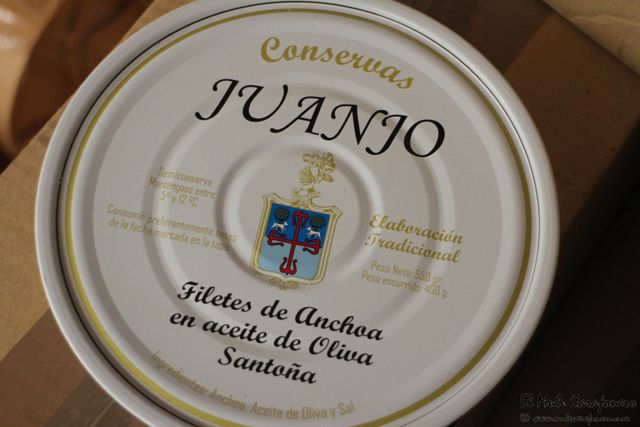 Conservas
JUANJO
Semiconserva
Manténgase entre
5º y 12 ºC
Consumir preferentemente antes
de la fecha marcada en la tapa
Elaboración
Tradicional
Peso Neto: 550 gr.
Peso escurrido: 400 g.
Filetes de Anchoa
en aceite de Oliva
Santoña
Ingredientes: Anchoa, Aceite de Oliva y Sal